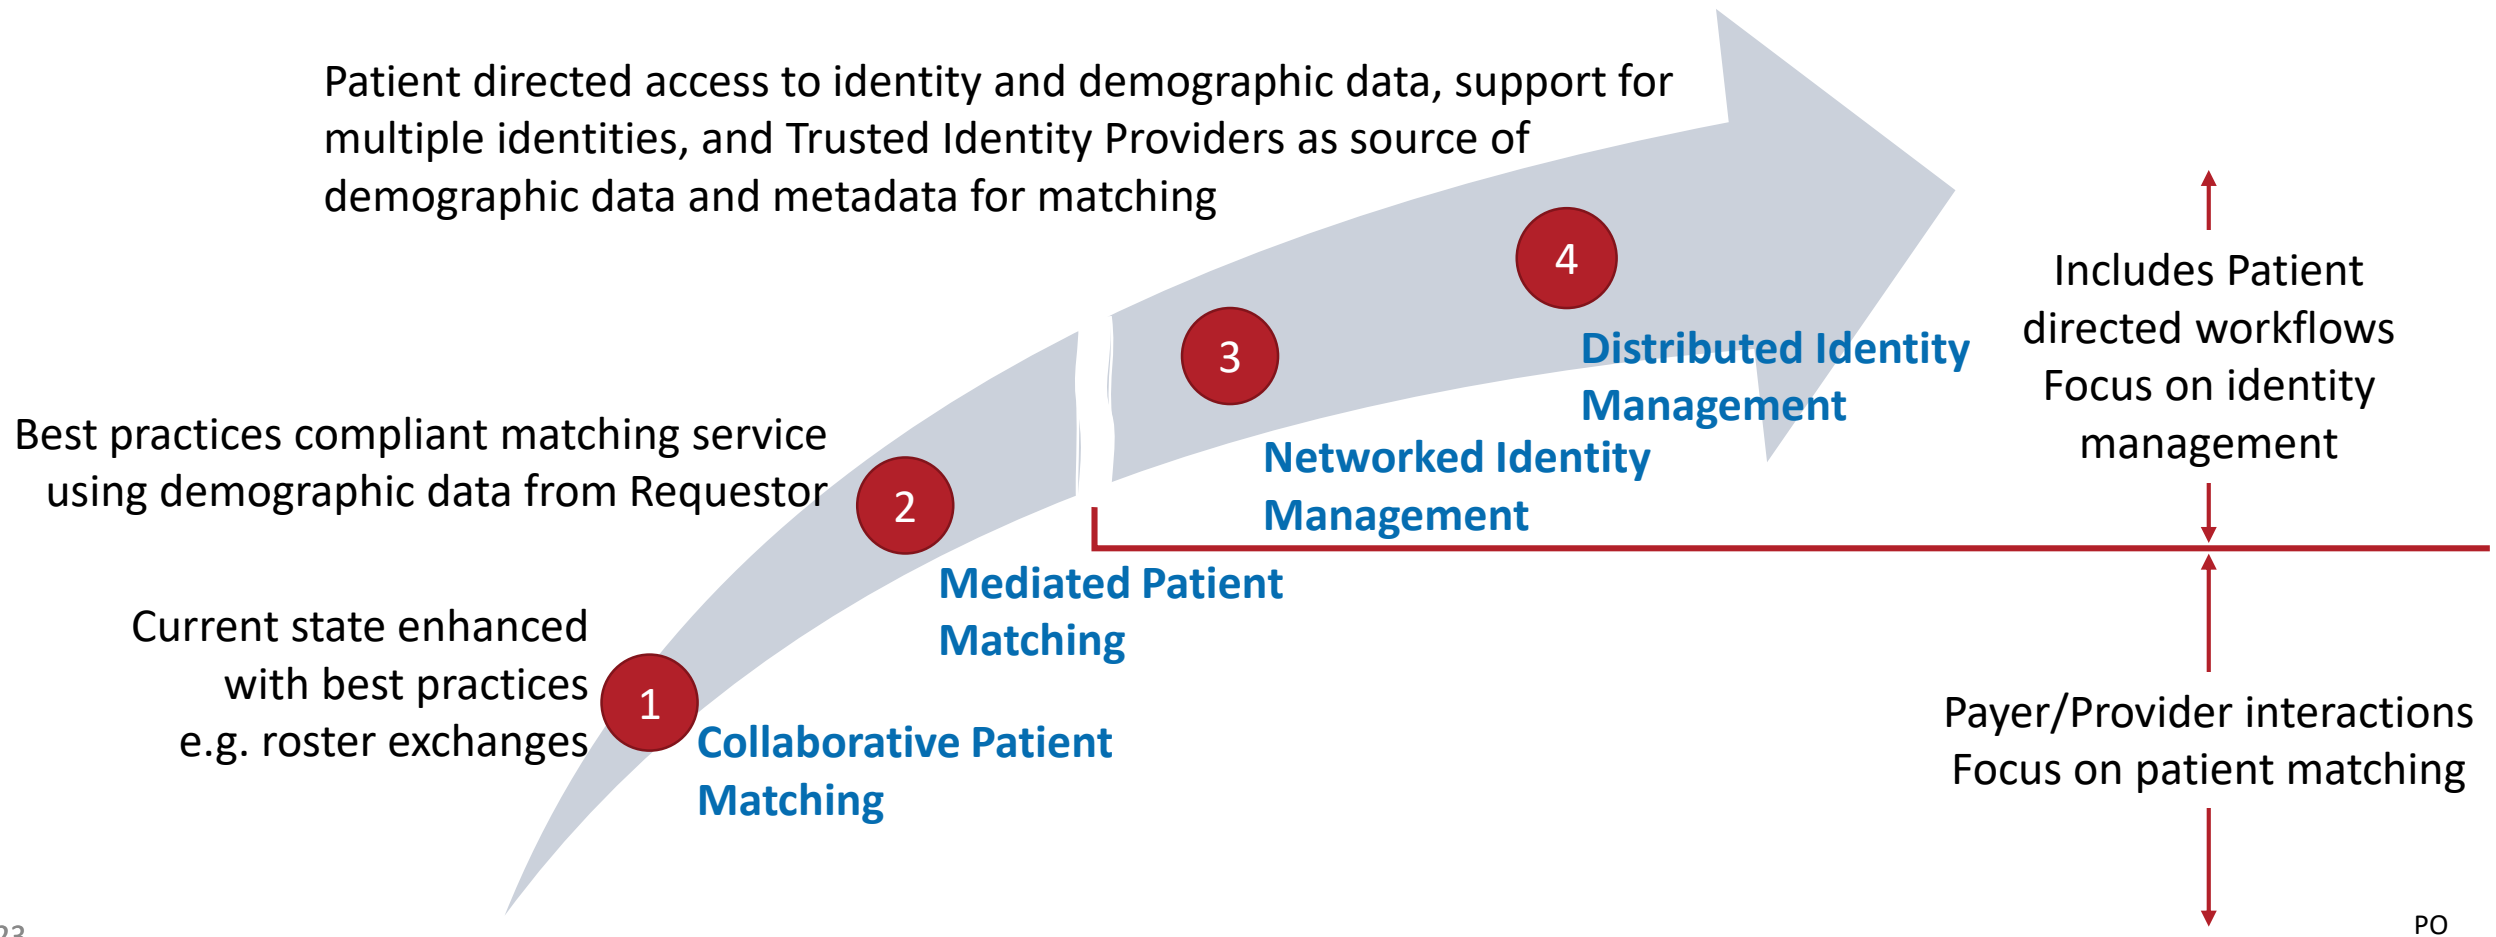 Patient directed access to identity and demographic data, support for
multiple identities, and Trusted Identity Providers as source of
demographic data and metadata for matching
4
Distributed Identity
Management
Includes Patient
directed workflows
Focus on identity
management
3
Networked Identity
Management
Best practices compliant matching service
using demographic data from Requestor
2
Mediated Patient
Matching
Current state enhanced
with best practices
e.g. roster exchanges
1
Collaborative Patient
Matching
Payer/Provider interactions
Focus on patient matching
23
PO